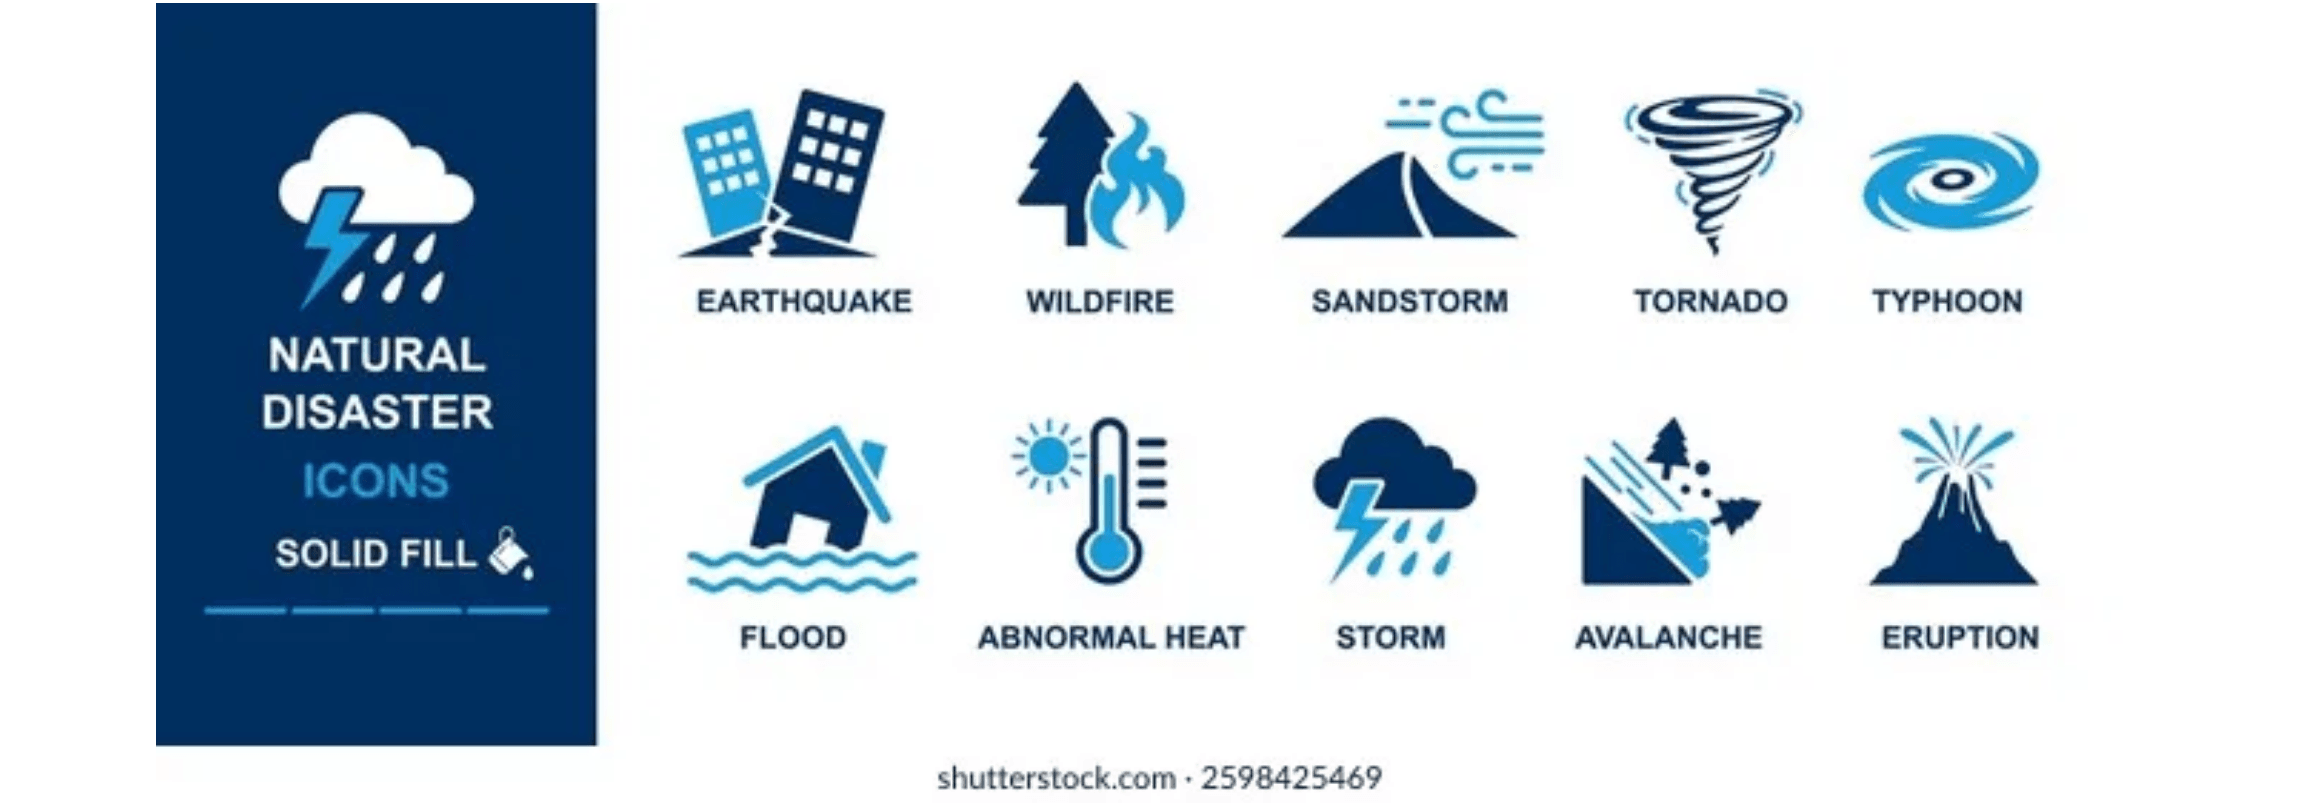 NATURAL
DISASTER
ICONS
SOLID FILL
EARTHQUAKE
WILDFIRE
SANDSTORM
TORNADO
TYPHOON
FLOOD
ABNORMAL HEAT
STORM
AVALANCHE
ERUPTION
shutterstock.com · 2598425469